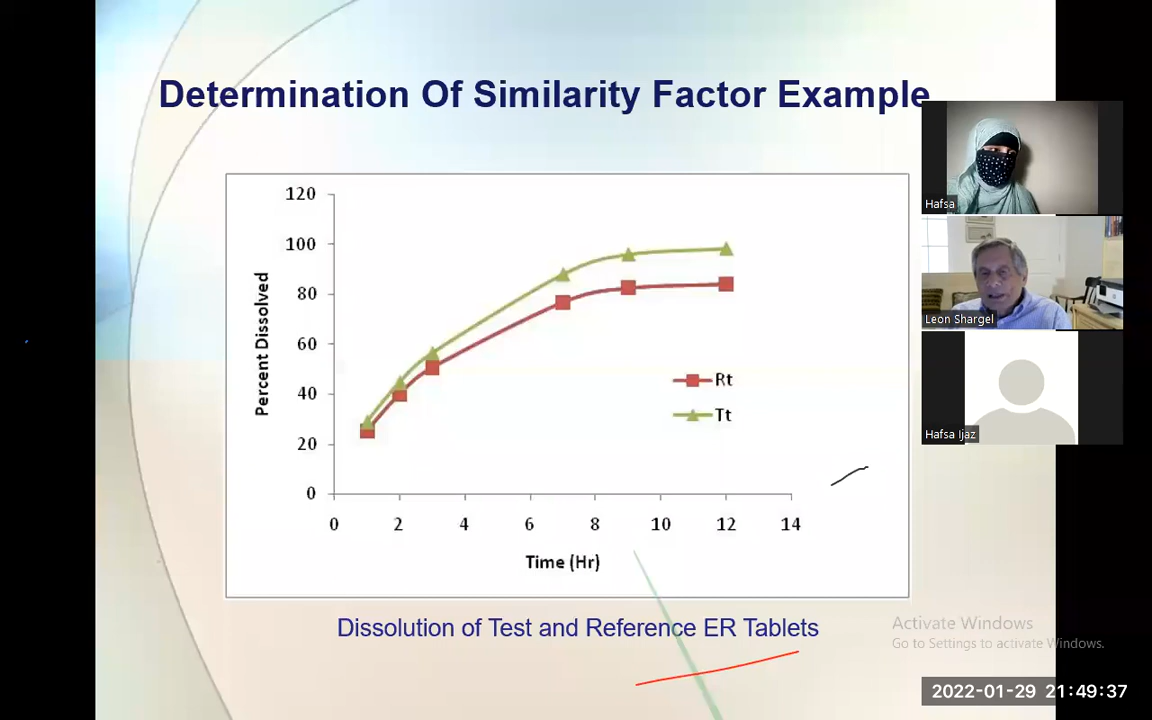 Determination Of Similarity Factor Example
120
100
80
60
40
20
0
Percent Dissolved
Rt
Tt
0 2 4 6 8 10 12 14
Time (Hr)
Dissolution of Test and Reference ER Tablets
Hafsa
Leon Shargel
Hafsa Ijaz
Activate Windows
Go to Settings to activate Windows.
2022-01-29 21:49:37